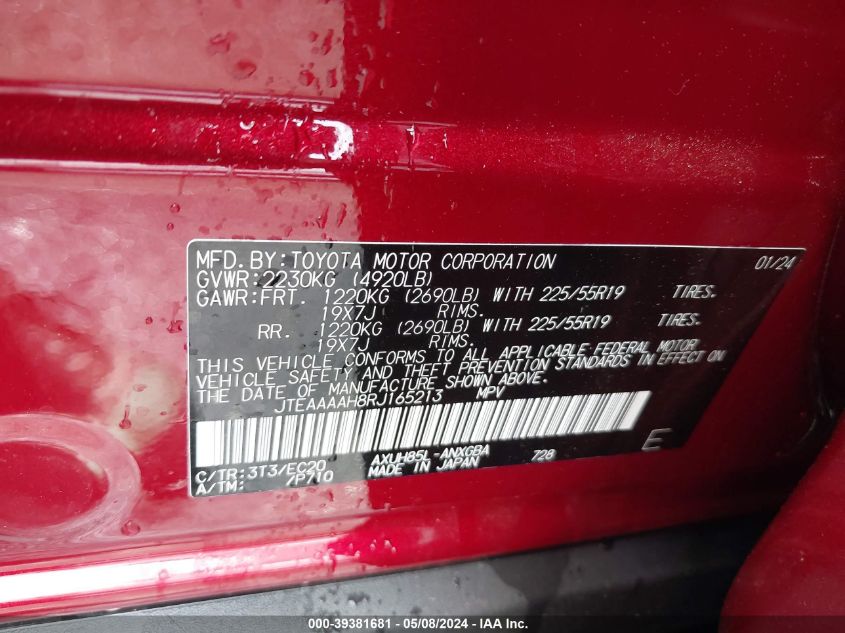 MFD. BY: TOYOTA MOTOR CORPORATION 01/24
GVWR: 2230KG (4920LB)
GAWR: FRT. 1220KG (2690LB) WITH 225/55R19 TIRES.
19X7J RIMS.
RR. 1220KG (2690LB) WITH 225/55R19 TIRES.
19X7J RIMS.
THIS VEHICLE CONFORMS TO ALL APPLICABLE FEDERAL MOTOR
VEHICLE SAFETY AND THEFT PREVENTION STANDARDS IN EFFECT ON
THE DATE OF MANUFACTURE SHOWN ABOVE.
JTEAAAAH8RJ165213 MPV
E
C/TR: 3T3/EC20 AXUH85L-ANXGBA 728
A/TM: /P710 MADE IN JAPAN
000-39381681 - 05/08/2024 - IAA Inc.